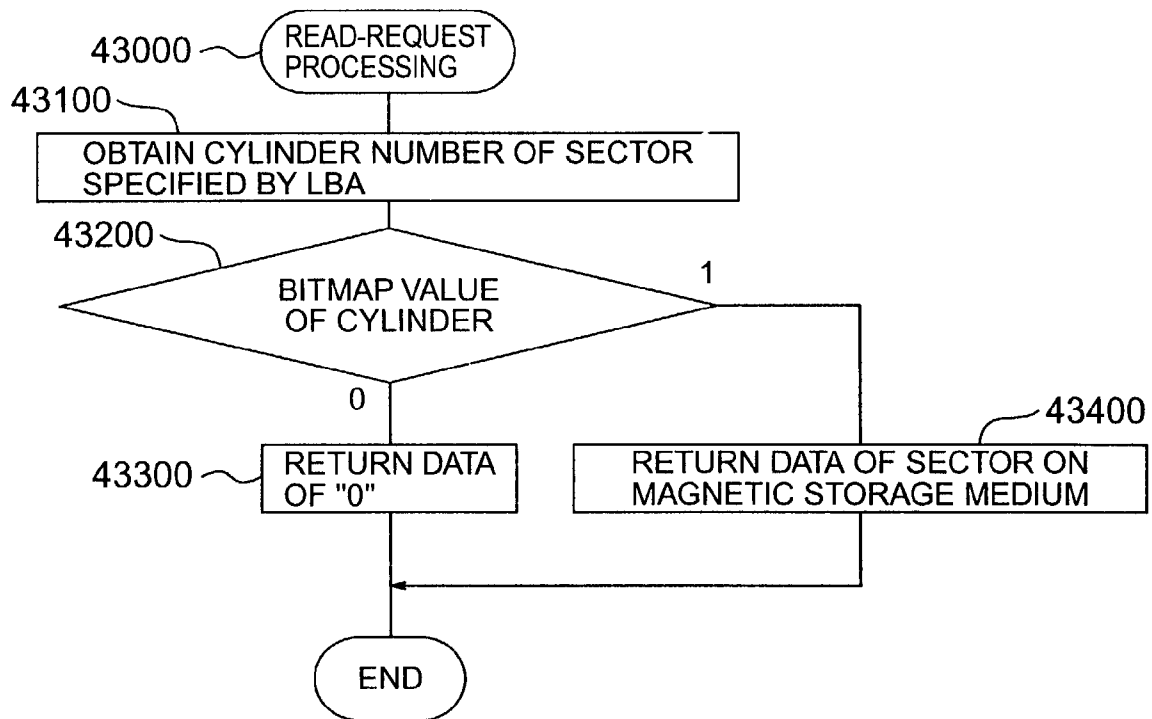 43000
READ-REQUEST
PROCESSING
43100
OBTAIN CYLINDER NUMBER OF SECTOR
SPECIFIED BY LBA
43200
BITMAP VALUE
OF CYLINDER
1
0
43300
RETURN DATA
OF "0"
43400
RETURN DATA OF SECTOR ON
MAGNETIC STORAGE MEDIUM
END